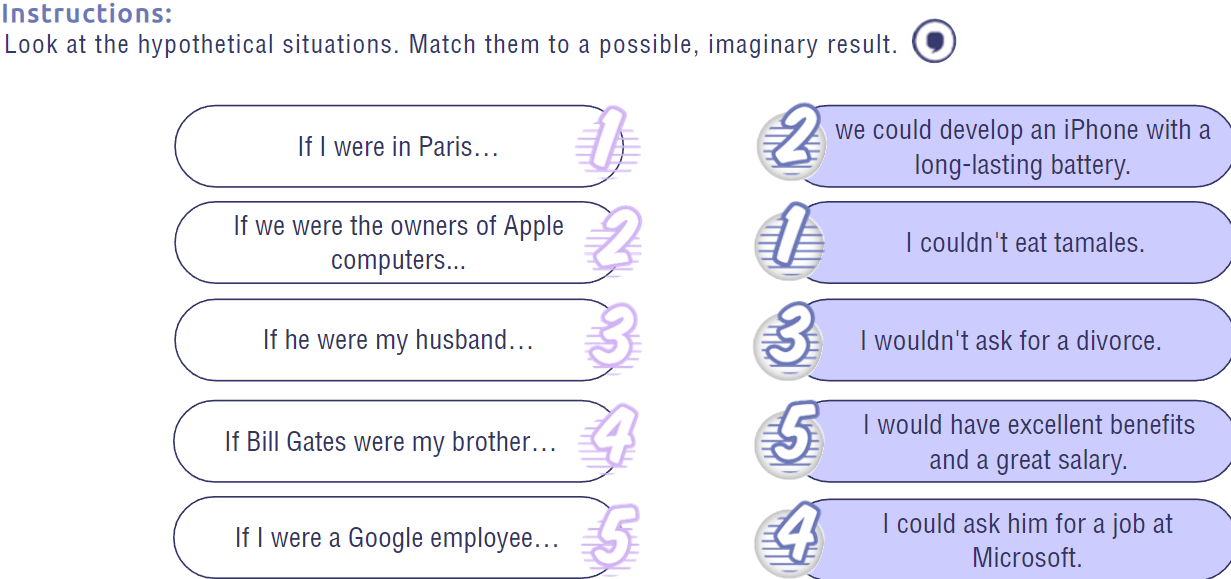 Instructions:
Look at the hypothetical situations. Match them to a possible, imaginary result.
If I were in Paris…
1
2
we could develop an iPhone with a
long-lasting battery.
If we were the owners of Apple
computers...
2
1
I couldn't eat tamales.
If he were my husband…
3
3
I wouldn't ask for a divorce.
If Bill Gates were my brother…
4
5
I would have excellent benefits
and a great salary.
If I were a Google employee…
5
4
I could ask him for a job at
Microsoft.